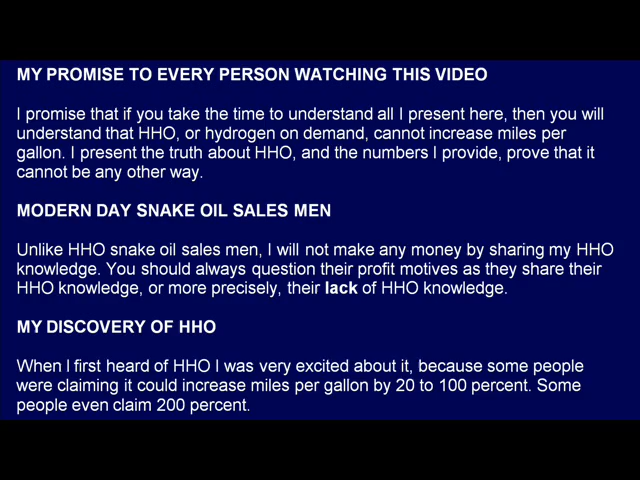 MY PROMISE TO EVERY PERSON WATCHING THIS VIDEO
I promise that if you take the time to understand all I present here, then you will
understand that HHO, or hydrogen on demand, cannot increase miles per
gallon. I present the truth about HHO, and the numbers I provide, prove that it
cannot be any other way.
MODERN DAY SNAKE OIL SALES MEN
Unlike HHO snake oil sales men, I will not make any money by sharing my HHO
knowledge. You should always question their profit motives as they share their
HHO knowledge, or more precisely, their lack of HHO knowledge.
MY DISCOVERY OF HHO
When I first heard of HHO I was very excited about it, because some people
were claiming it could increase miles per gallon by 20 to 100 percent. Some
people even claim 200 percent.